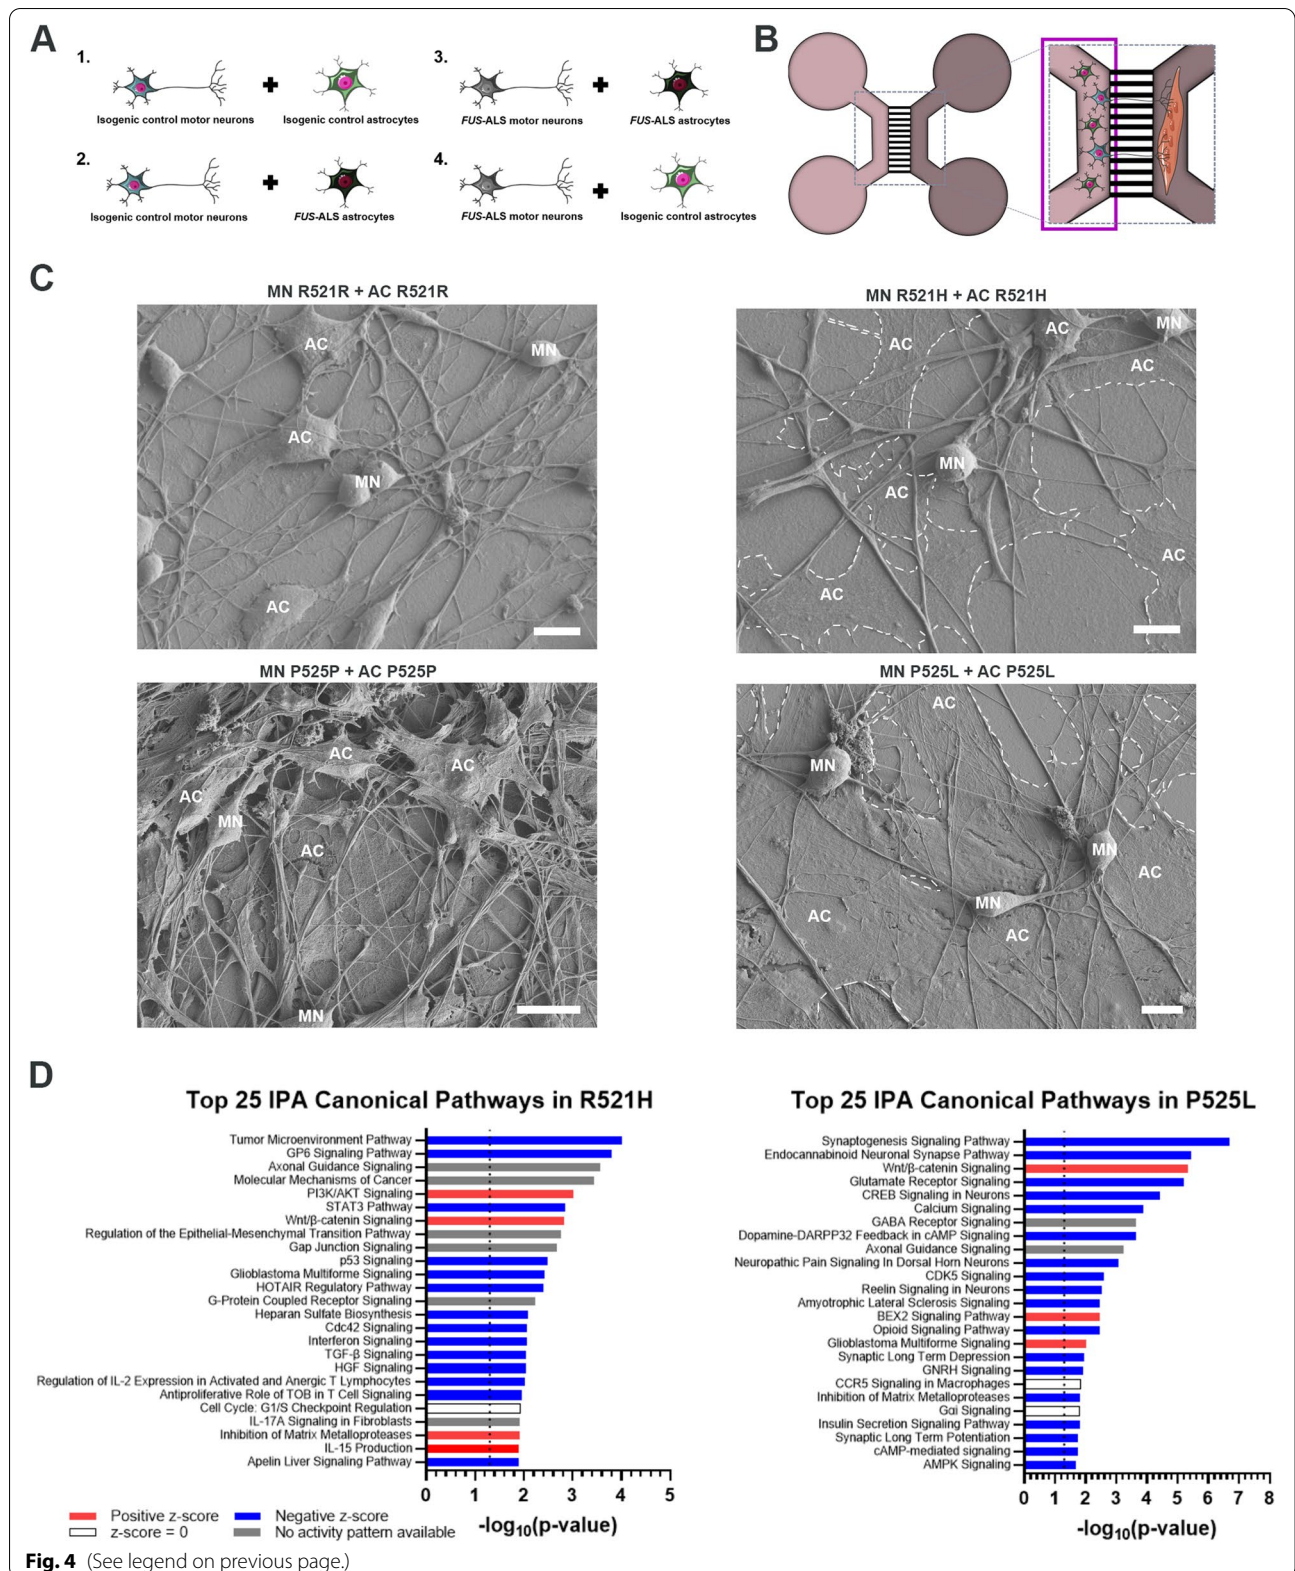 A
1.
Isogenic control motor neurons
Isogenic control astrocytes
3.
FUS-ALS motor neurons
FUS-ALS astrocytes
2.
Isogenic control motor neurons
FUS-ALS astrocytes
4.
FUS-ALS motor neurons
Isogenic control astrocytes
B
C
MN R521R + AC R521R
AC
MN
AC
MN
AC
MN R521H + AC R521H
AC
AC
MN
AC
MN
AC
AC
AC
MN P525P + AC P525P
AC
AC
AC
MN
AC
MN
MN P525L + AC P525L
AC
MN
MN
AC
MN
AC
AC
D
Top 25 IPA Canonical Pathways in R521H
Tumor Microenvironment Pathway
GP6 Signaling Pathway
Axonal Guidance Signaling
Molecular Mechanisms of Cancer
PI3K/AKT Signaling
STAT3 Pathway
Wnt/β-catenin Signaling
Regulation of the Epithelial-Mesenchymal Transition Pathway
Gap Junction Signaling
p53 Signaling
Glioblastoma Multiforme Signaling
HOTAIR Regulatory Pathway
G-Protein Coupled Receptor Signaling
Heparan Sulfate Biosynthesis
Cdc42 Signaling
Interferon Signaling
TGF-β Signaling
HGF Signaling
Regulation of IL-2 Expression in Activated and Anergic T Lymphocytes
Antiproliferative Role of TOB in T Cell Signaling
Cell Cycle: G1/S Checkpoint Regulation
IL-17A Signaling in Fibroblasts
Inhibition of Matrix Metalloproteases
IL-15 Production
Apelin Liver Signaling Pathway
0 1 2 3 4 5
-log10(p-value)
Positive z-score
Negative z-score
z-score = 0
No activity pattern available
Top 25 IPA Canonical Pathways in P525L
Synaptogenesis Signaling Pathway
Endocannabinoid Neuronal Synapse Pathway
Wnt/β-catenin Signaling
Glutamate Receptor Signaling
CREB Signaling in Neurons
Calcium Signaling
GABA Receptor Signaling
Dopamine-DARPP32 Feedback in cAMP Signaling
Axonal Guidance Signaling
Neuropathic Pain Signaling In Dorsal Horn Neurons
CDK5 Signaling
Reelin Signaling in Neurons
Amyotrophic Lateral Sclerosis Signaling
BEX2 Signaling Pathway
Opioid Signaling Pathway
Glioblastoma Multiforme Signaling
Synaptic Long Term Depression
GNRH Signaling
CCR5 Signaling in Macrophages
Inhibition of Matrix Metalloproteases
Gαi Signaling
Insulin Secretion Signaling Pathway
Synaptic Long Term Potentiation
cAMP-mediated signaling
AMPK Signaling
0 1 2 3 4 5 6 7 8
-log10(p-value)
Fig. 4 (See legend on previous page.)